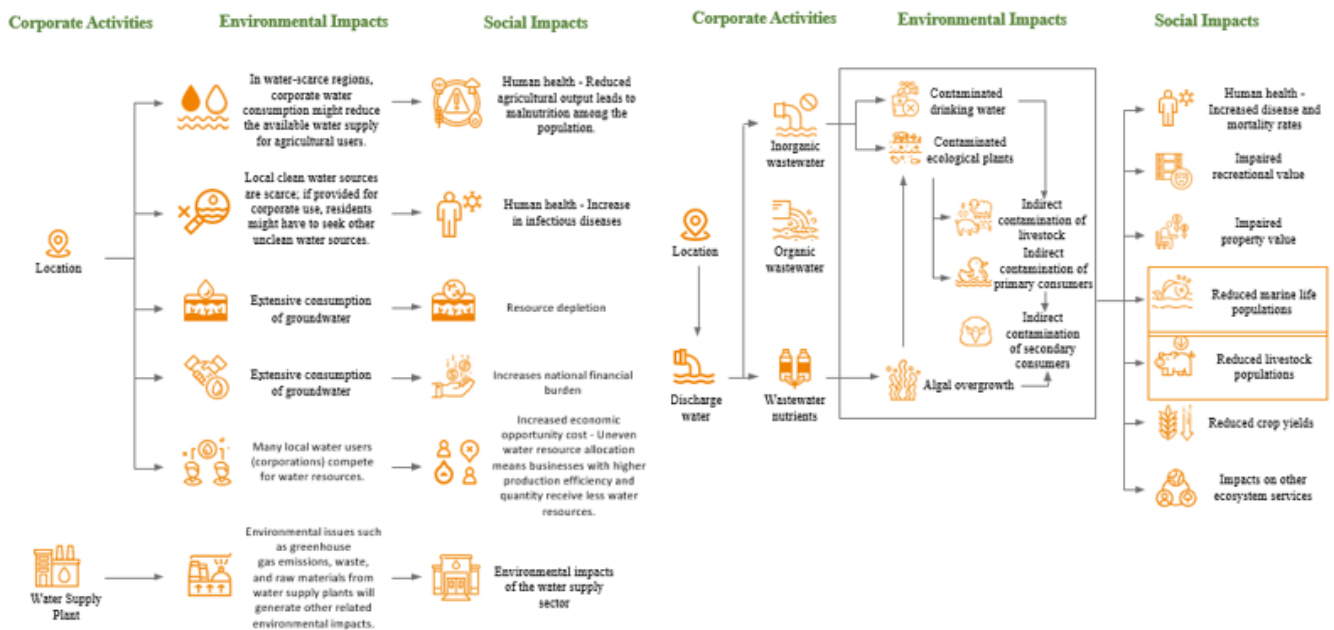 Corporate Activities
Environmental Impacts
Social Impacts
Location
In water-scarce regions,
corporate water
consumption might reduce
the available water supply
for agricultural users.
Human health - Reduced
agricultural output leads to
malnutrition among the
population.
Local clean water sources
are scarce; if provided for
corporate use, residents
might have to seek other
unclean water sources.
Human health - Increase
in infectious diseases
Extensive consumption
of groundwater
Resource depletion
Extensive consumption
of groundwater
Increases national financial
burden
Many local water users
(corporations) compete
for water resources.
Increased economic
opportunity cost - Uneven
water resource allocation
means businesses with higher
production efficiency and
quantity receive less water
resources.
Water Supply
Plant
Environmental issues such
as greenhouse
gas emissions, waste,
and raw materials from
water supply plants will
generate other related
environmental impacts.
Environmental impacts
of the water supply
sector
Corporate Activities
Environmental Impacts
Social Impacts
Location
Discharge
water
Inorganic
wastewater
Organic
wastewater
Wastewater
nutrients
Contaminated
drinking water
Contaminated
ecological plants
Indirect
contamination of
livestock
Indirect
contamination of
primary consumers
Indirect
contamination
of secondary
consumers
Algal overgrowth
Human health -
Increased disease and
mortality rates
Impaired
recreational value
Impaired
property value
Reduced marine life
populations
Reduced livestock
populations
Reduced crop yields
Impacts on other
ecosystem services